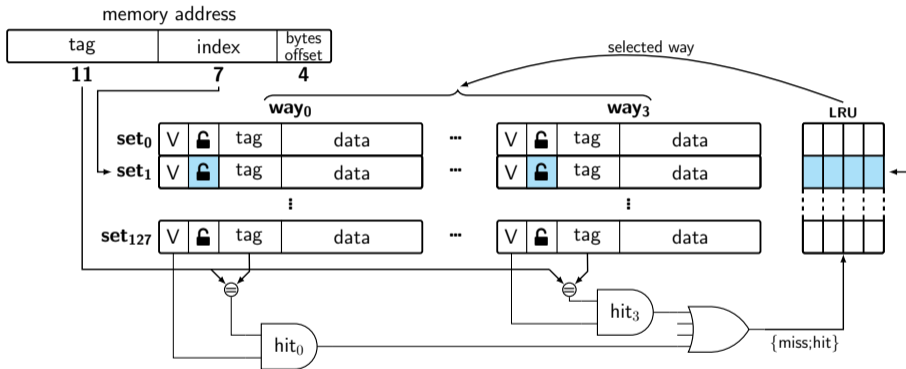 memory address
tag index bytes offset
11 7 4
selected way
way0 way3 LRU
set0 V tag data ... V tag data
set1 V tag data ... V tag data
⋮ ⋮
set127 V tag data ... V tag data
=
=
hit3
hit0
{miss;hit}